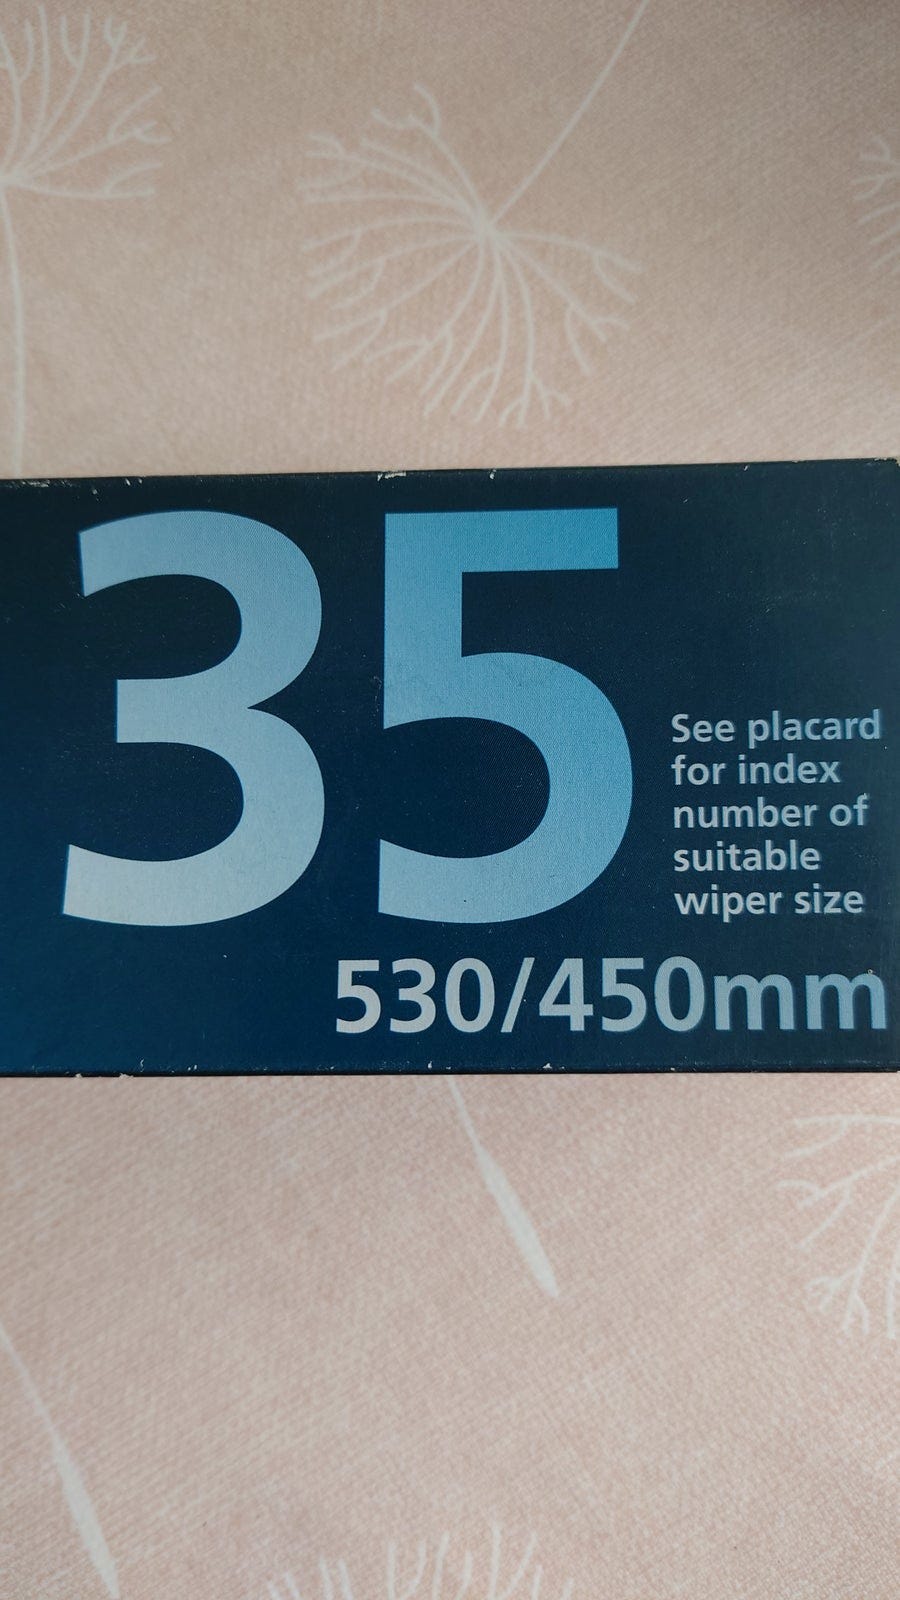 35
See placard
for index
number of
suitable
wiper size
530/450mm